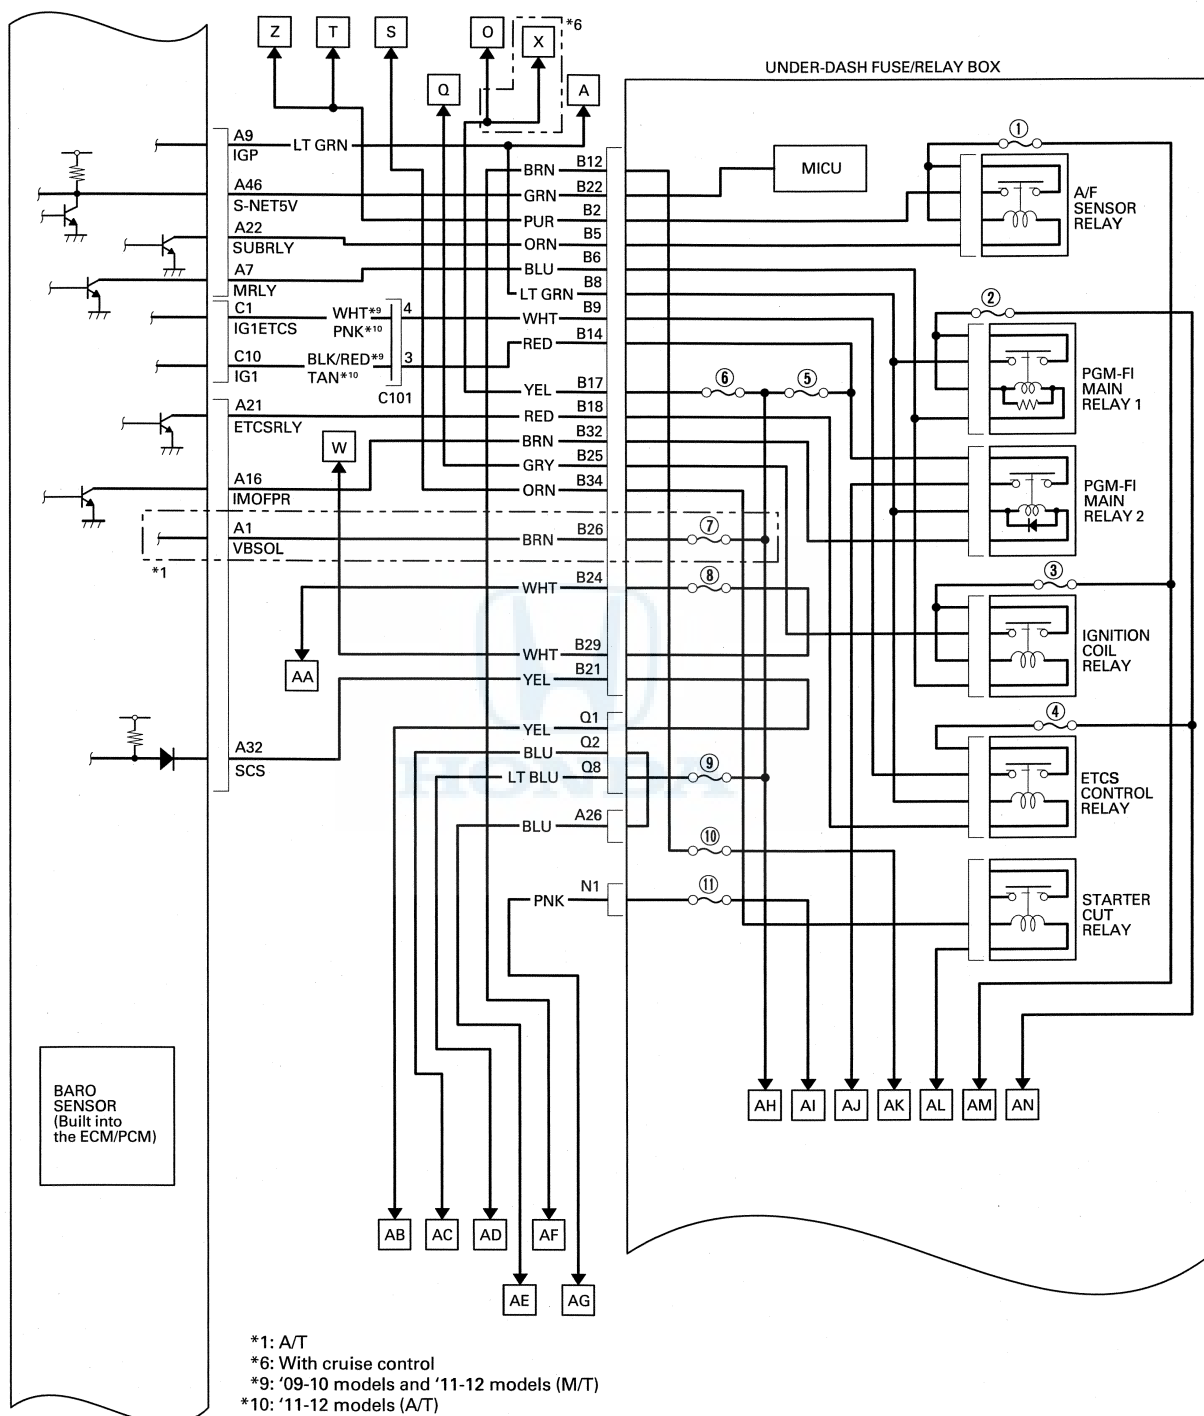 Z
T
S
O
X
*6
UNDER-DASH FUSE/RELAY BOX
Q
A
A9
IGP
LT GRN
BRN
B12
MICU
①
A/F
SENSOR
RELAY
A46
S-NET5V
GRN
B22
PUR
B2
A22
SUBRLY
ORN
B5
A7
MRLY
BLU
B6
LT GRN
B8
C1
IG1ETCS
WHT*9
PNK*10
4
WHT
B9
②
PGM-FI
MAIN
RELAY 1
C10
IG1
BLK/RED*9
TAN*10
3
C101
RED
B14
YEL
B17
⑥
⑤
A21
ETCSRLY
RED
B18
W
BRN
B32
GRY
B25
A16
IMOFPR
ORN
B34
PGM-FI
MAIN
RELAY 2
A1
VBSOL
*1
BRN
B26
⑦
WHT
B24
⑧
③
AA
WHT
B29
YEL
B21
IGNITION
COIL
RELAY
YEL
Q1
④
A32
SCS
BLU
Q2
LT BLU
Q8
⑨
ETCS
CONTROL
RELAY
HONDA
BLU
A26
⑩
PNK
N1
⑪
STARTER
CUT
RELAY
BARO
SENSOR
(Built into
the ECM/PCM)
AH
AI
AJ
AK
AL
AM
AN
AB
AC
AD
AF
AE
AG
*1: A/T
*6: With cruise control
*9: '09-10 models and '11-12 models (M/T)
*10: '11-12 models (A/T)